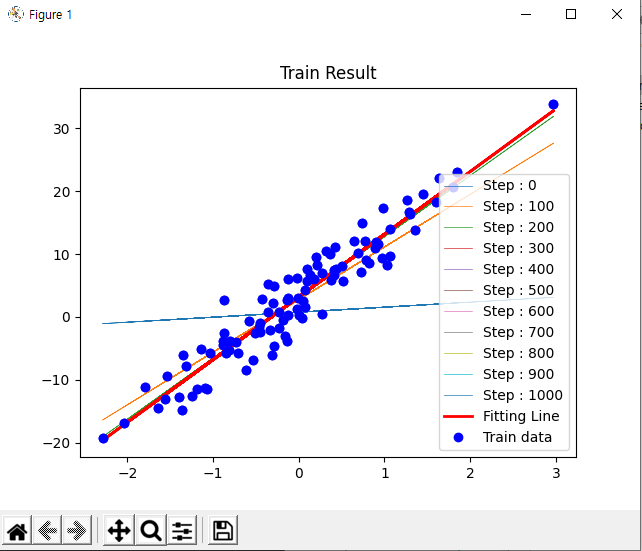 Figure 1
Train Result
30
20
10
0
−10
−20
Step : 0
Step : 100
Step : 200
Step : 300
Step : 400
Step : 500
Step : 600
Step : 700
Step : 800
Step : 900
Step : 1000
Fitting Line
Train data
−2
−1
0
1
2
3